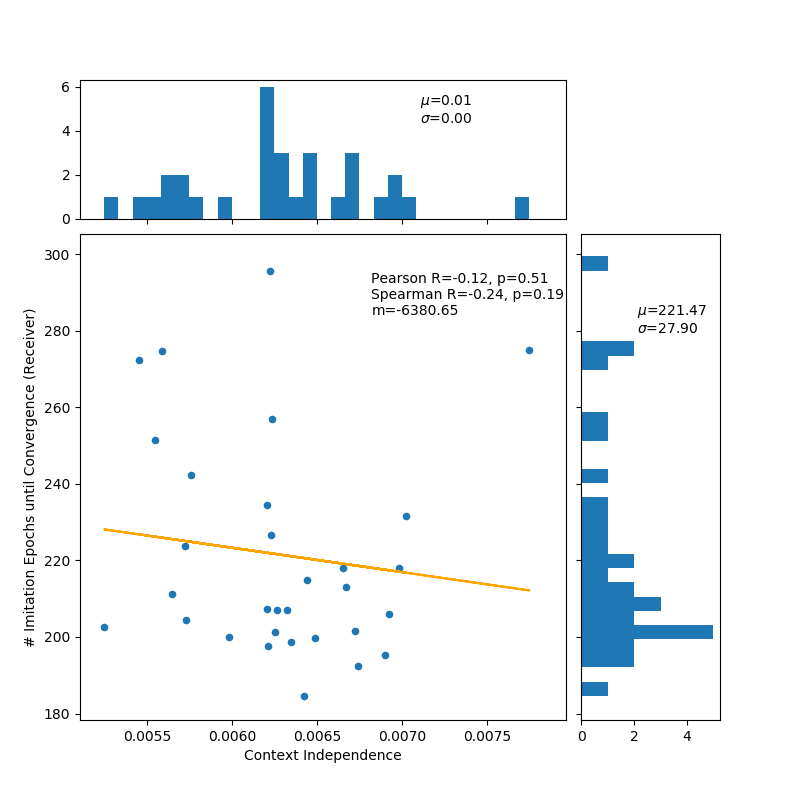 6
4
2
0
μ=0.01
σ=0.00
300
280
260
240
220
200
180
# Imitation Epochs until Convergence (Receiver)
Pearson R=-0.12, p=0.51
Spearman R=-0.24, p=0.19
m=-6380.65
0.0055 0.0060 0.0065 0.0070 0.0075
Context Independence
μ=221.47
σ=27.90
0 2 4